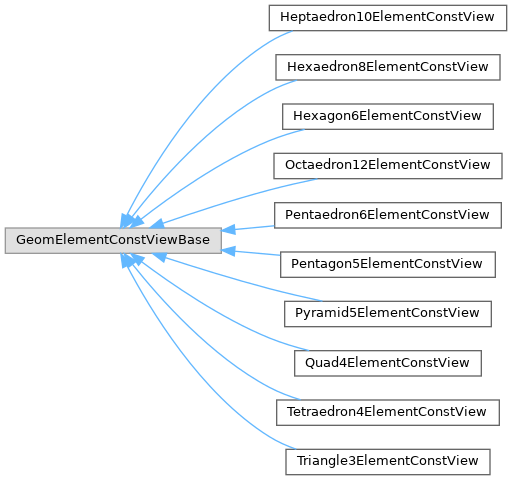 Heptaedron10ElementConstView
Hexaedron8ElementConstView
Hexagon6ElementConstView
Octaedron12ElementConstView
Pentaedron6ElementConstView
GeomElementConstViewBase
Pentagon5ElementConstView
Pyramid5ElementConstView
Quad4ElementConstView
Tetraedron4ElementConstView
Triangle3ElementConstView